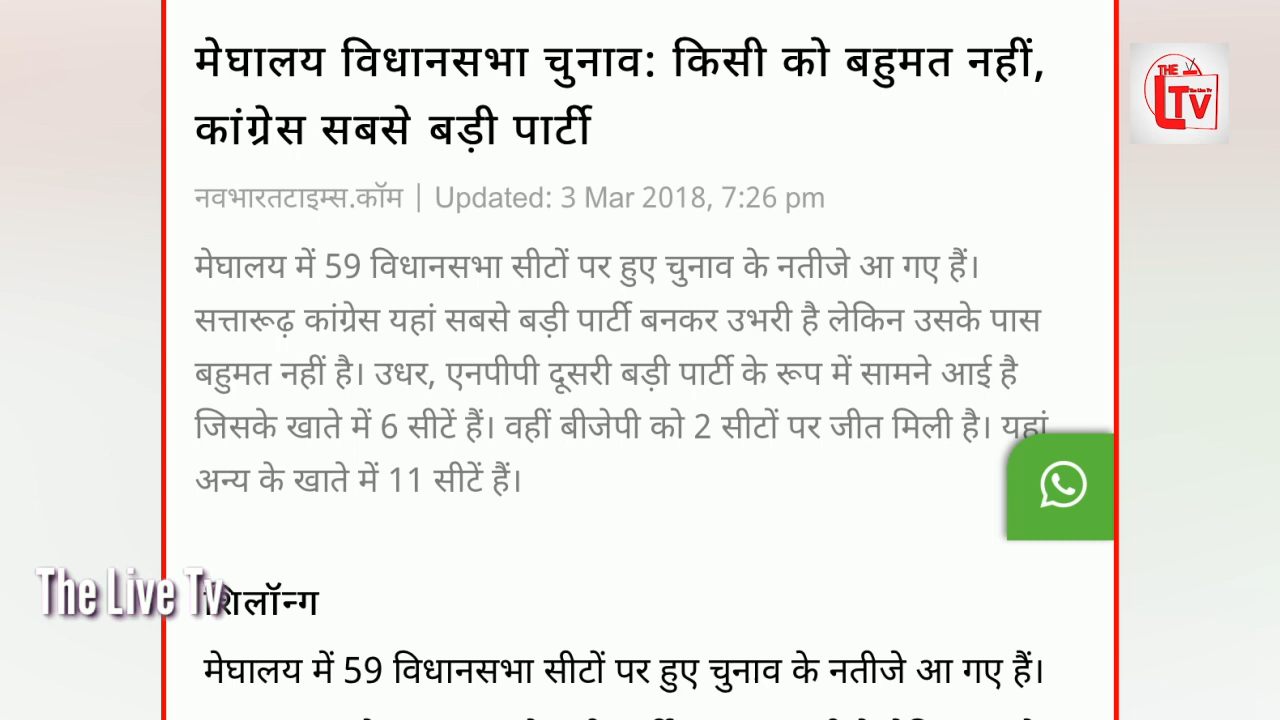 मेघालय विधानसभा चुनाव: किसी को बहुमत नहीं,
कांग्रेस सबसे बड़ी पार्टी
नवभारतटाइम्स.कॉम | Updated: 3 Mar 2018, 7:26 pm
मेघालय में 59 विधानसभा सीटों पर हुए चुनाव के नतीजे आ गए हैं।
सत्तारूढ़ कांग्रेस यहां सबसे बड़ी पार्टी बनकर उभरी है लेकिन उसके पास
बहुमत नहीं है। उधर, एनपीपी दूसरी बड़ी पार्टी के रूप में सामने आई है
जिसके खाते में 6 सीटें हैं। वहीं बीजेपी को 2 सीटों पर जीत मिली है। यहां
अन्य के खाते में 11 सीटें हैं।
शिलॉन्ग
मेघालय में 59 विधानसभा सीटों पर हुए चुनाव के नतीजे आ गए हैं।
The Live Tv
THE
LTV
The Live Tv